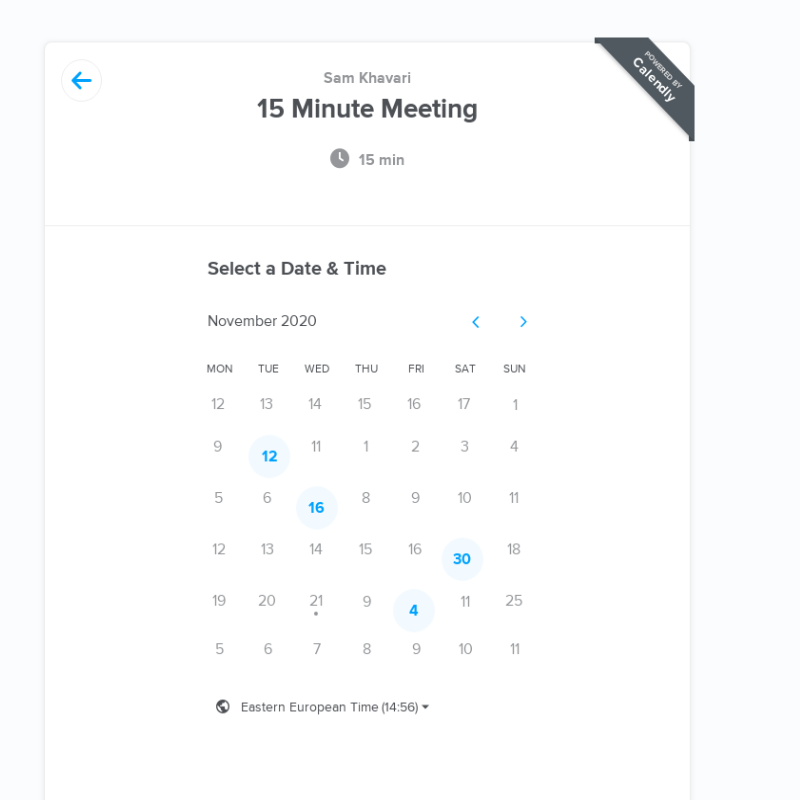 POWERED BY
Calendly
Sam Khavari
15 Minute Meeting
15 min
Select a Date & Time
November 2020
MON TUE WED THU FRI SAT SUN
12 13 14 15 16 17 1
9 12 11 1 2 3 4
5 6 16 8 9 10 11
12 13 14 15 16 30 18
19 20 21 9 4 11 25
5 6 7 8 9 10 11
Eastern European Time (14:56)